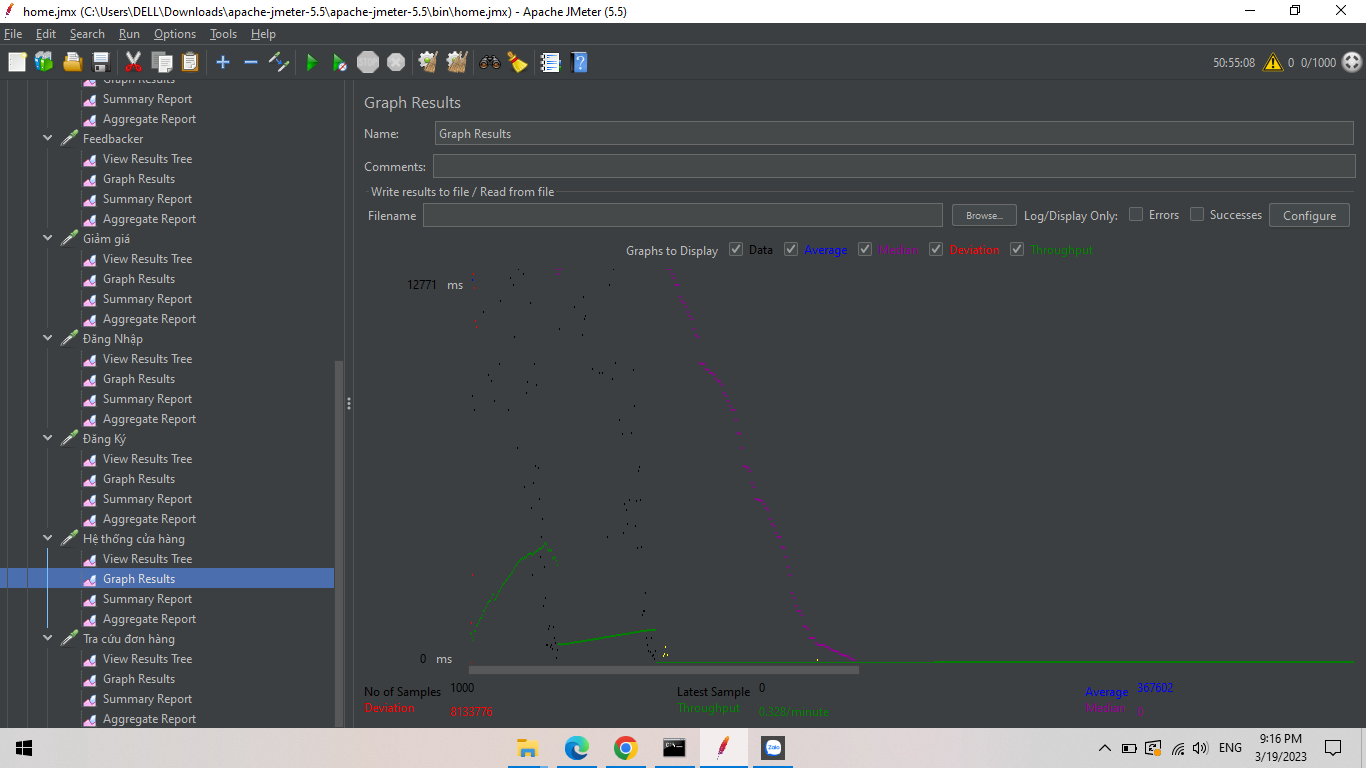 home.jmx (C:\Users\DELL\Downloads\apache-jmeter-5.5\apache-jmeter-5.5\bin\home.jmx) - Apache JMeter (5.5)
File Edit Search Run Options Tools Help
STOP
50:55:08 0 0/1000
Graph Results
Summary Report
Aggregate Report
Feedbacker
View Results Tree
Graph Results
Summary Report
Aggregate Report
Giảm giá
View Results Tree
Graph Results
Summary Report
Aggregate Report
Đăng Nhập
View Results Tree
Graph Results
Summary Report
Aggregate Report
Đăng Ký
View Results Tree
Graph Results
Summary Report
Aggregate Report
Hệ thống cửa hàng
View Results Tree
Graph Results
Summary Report
Aggregate Report
Tra cứu đơn hàng
View Results Tree
Graph Results
Summary Report
Aggregate Report
Graph Results
Name: Graph Results
Comments:
Write results to file / Read from file
Filename Browse... Log/Display Only: Errors Successes Configure
Graphs to Display Data Average Median Deviation Throughput
12771 ms
0 ms
No of Samples 1000 Latest Sample 0 Average 367602
Deviation 8133776 Throughput 0.328/minute Median 0
Zalo
ENG
9:16 PM
3/19/2023